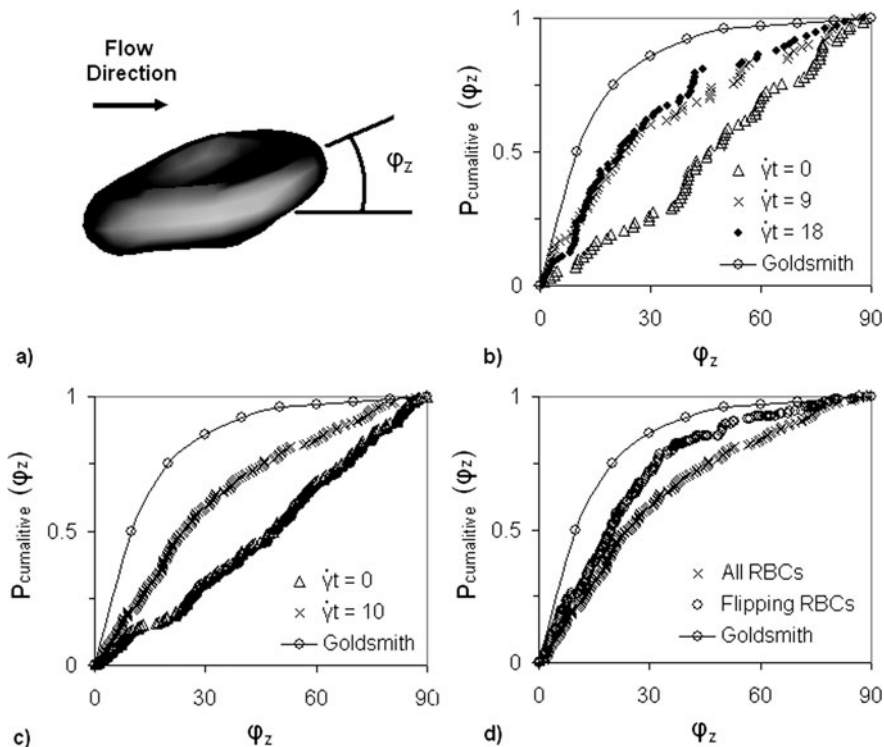 Flow
Direction
φz
a)
1
0.5
0
Pcumalitive (φz)
γ̇t = 0
γ̇t = 9
γ̇t = 18
Goldsmith
0 30 60 90
φz
b)
1
0.5
0
Pcumalitive (φz)
γ̇t = 0
γ̇t = 10
Goldsmith
0 30 60 90
φz
c)
1
0.5
0
Pcumalitive (φz)
All RBCs
Flipping RBCs
Goldsmith
0 30 60 90
φz
d)